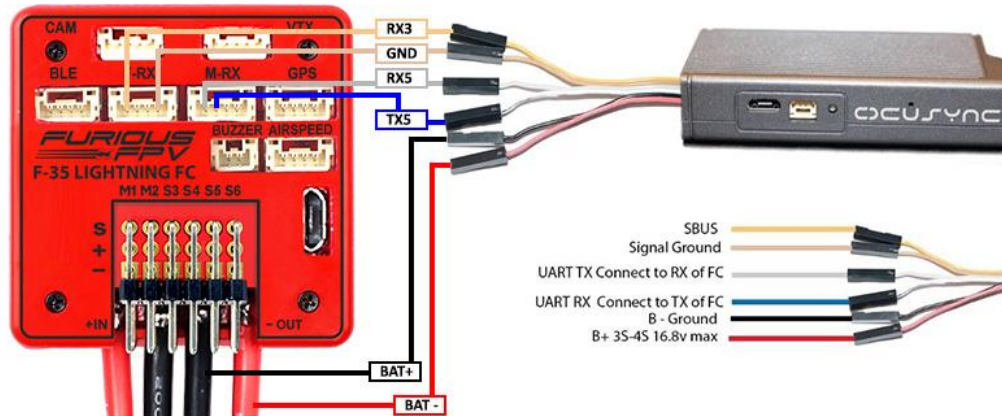 CAM
VTX
BLE
-RX
M-RX
GPS
BUZZER
AIRSPEED
FURIOUS
FPV
F-35 LIGHTNING FC
M1 M2 S3 S4 S5 S6
S
+
−
+IN
- OUT
RX3
GND
RX5
TX5
BAT+
BAT -
OCUSYNC
SBUS
Signal Ground
UART TX Connect to RX of FC
UART RX Connect to TX of FC
B - Ground
B+ 3S-4S 16.8v max